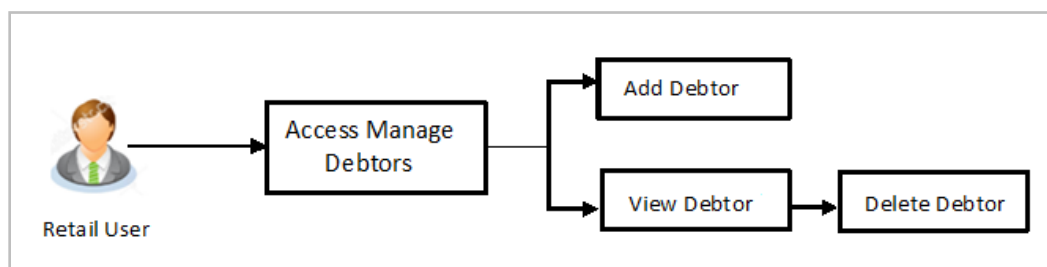 Add Debtor
Access Manage
Debtors
View Debtor
Delete Debtor
Retail User